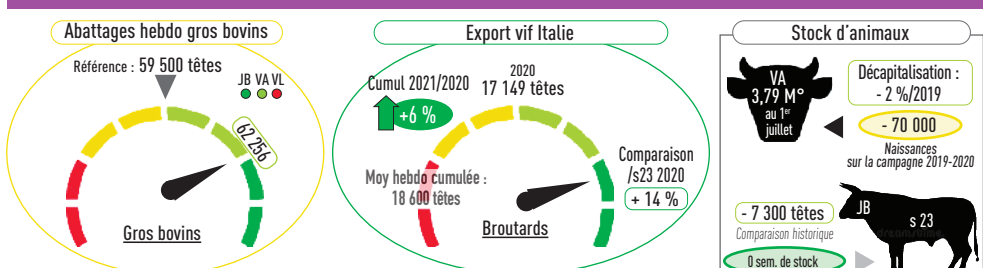 Abattages hebdo gros bovins
Référence : 59 500 têtes
JB VA VL
62 256
Gros bovins
Export vif Italie
Cumul 2021/2020
+6 %
2020
17 149 têtes
Moy hebdo cumulée :
18 600 têtes
Comparaison
/s23 2020
+ 14 %
Broutards
Stock d'animaux
VA
3,79 M°
au 1er
juillet
Décapitalisation :
- 2 %/2019
- 70 000
Naissances
sur la campagne 2019-2020
- 7 300 têtes
Comparaison historique
0 sem. de stock
JB
s 23
dreamstime